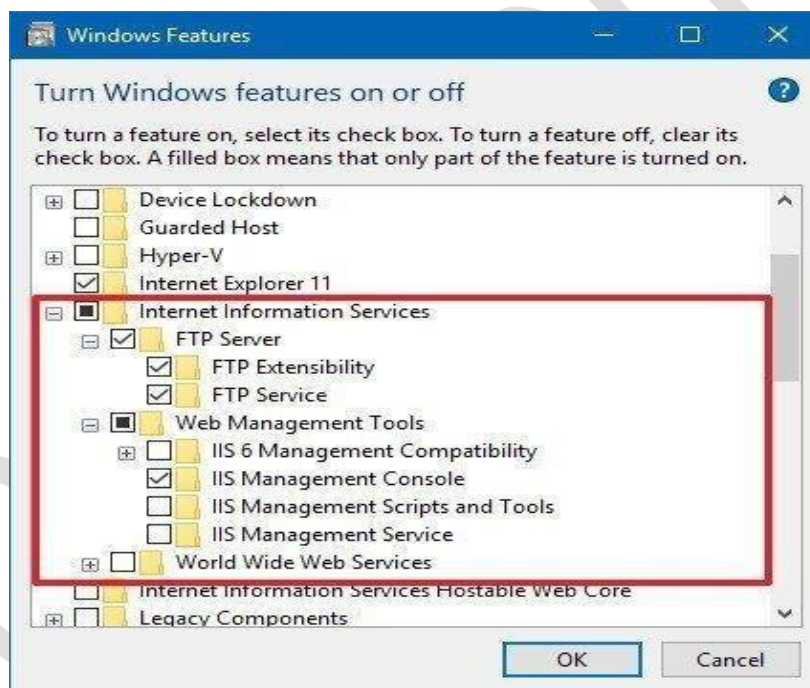 Windows Features
Turn Windows features on or off
To turn a feature on, select its check box. To turn a feature off, clear its
check box. A filled box means that only part of the feature is turned on.
Device Lockdown
Guarded Host
Hyper-V
Internet Explorer 11
Internet Information Services
FTP Server
FTP Extensibility
FTP Service
Web Management Tools
IIS 6 Management Compatibility
IIS Management Console
IIS Management Scripts and Tools
IIS Management Service
World Wide Web Services
Internet Information Services Hostable Web Core
Legacy Components
OK Cancel